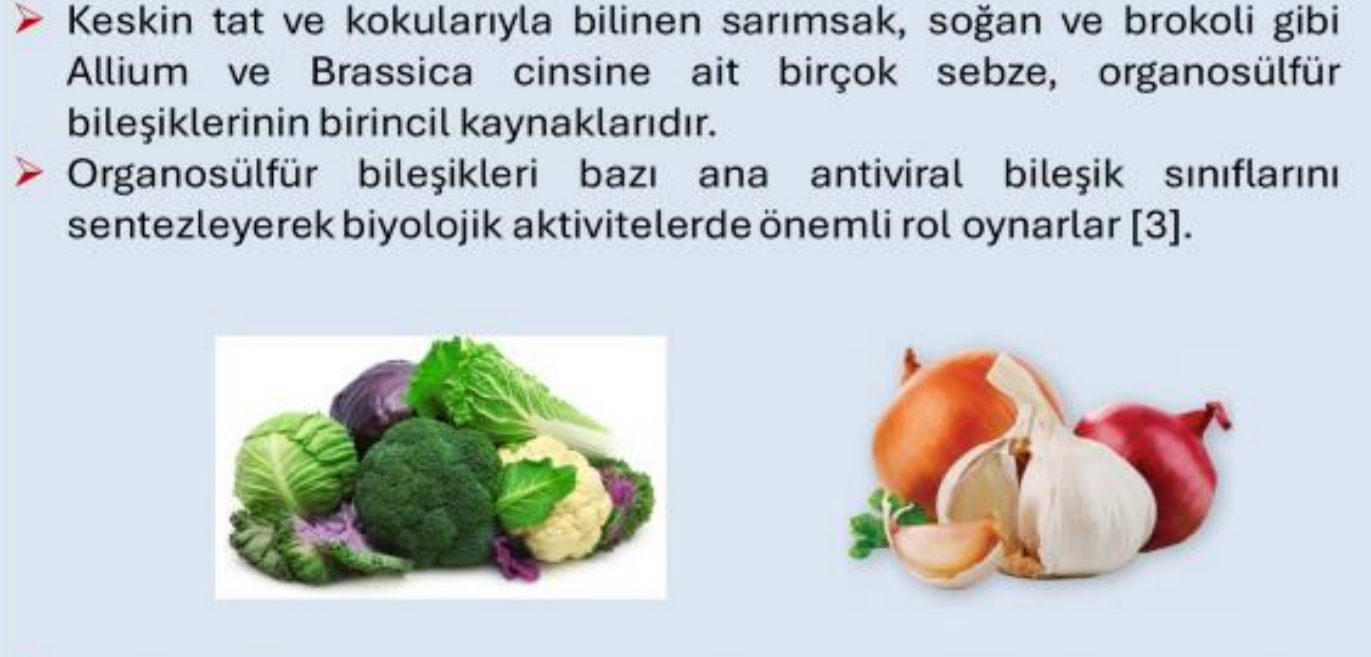 ➤ Keskin tat ve kokularıyla bilinen sarımsak, soğan ve brokoli gibi
Allium ve Brassica cinsine ait birçok sebze, organosülfür
bileşiklerinin birincil kaynaklarıdır.
➤ Organosülfür bileşikleri bazı ana antiviral bileşik sınıflarını
sentezleyerek biyolojik aktivitelerde önemli rol oynarlar [3].